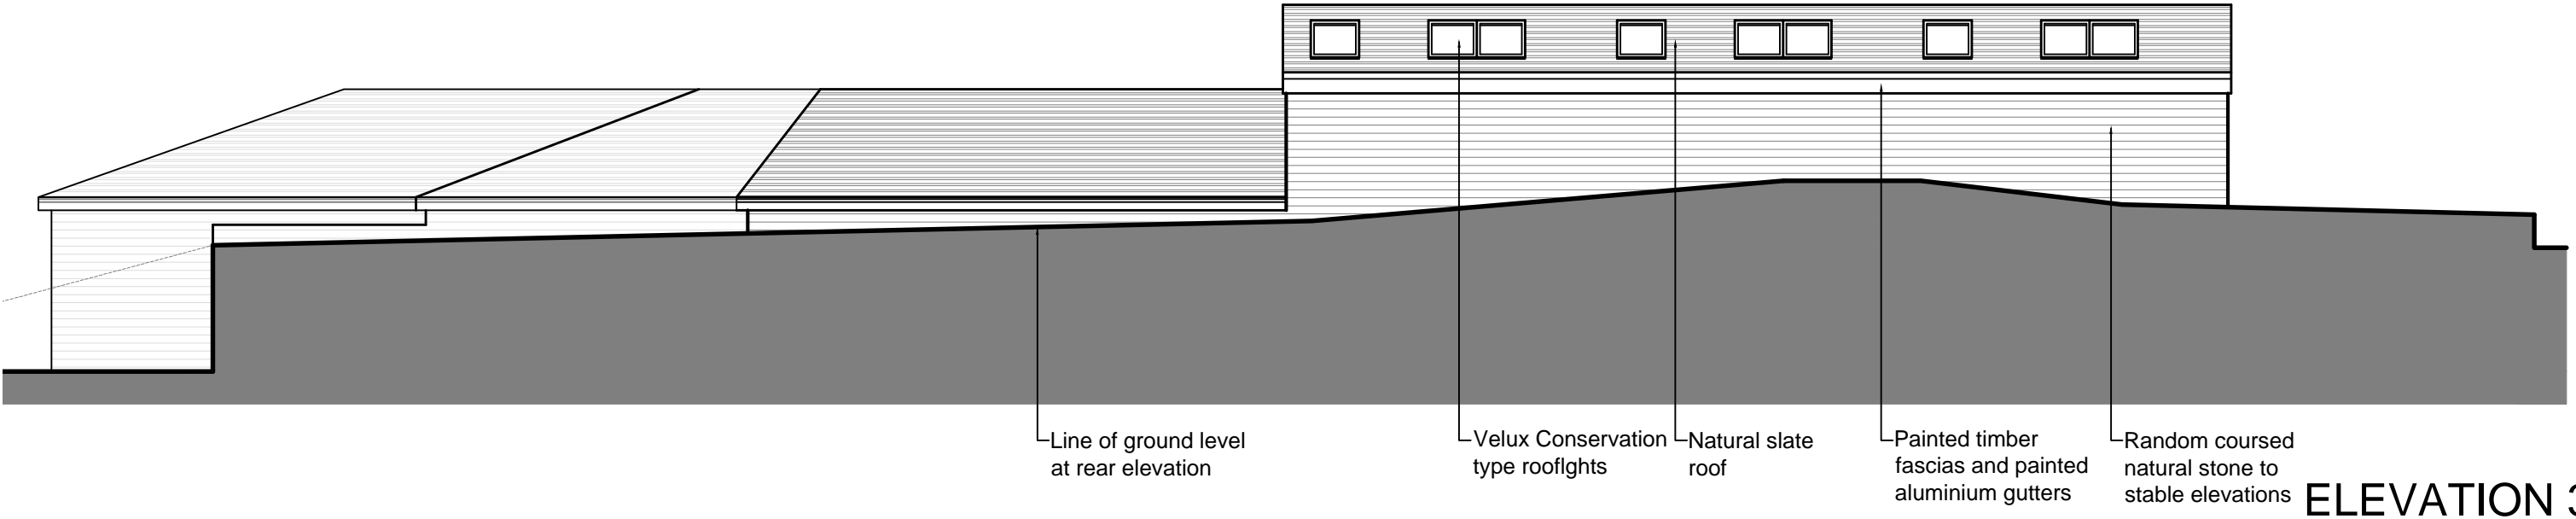 Line of ground level
at rear elevation
Velux Conservation
type rooflghts
Natural slate
roof
Painted timber
fascias and painted
aluminium gutters
Random coursed
natural stone to
stable elevations
ELEVATION 3